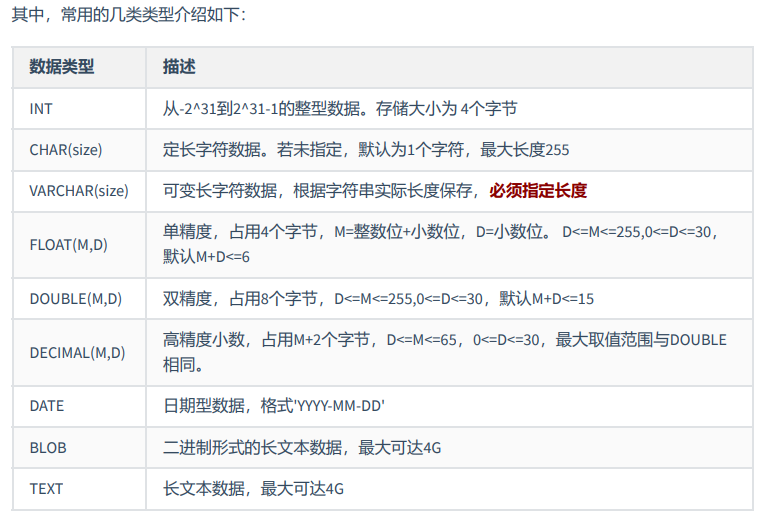 其中，常用的几类类型介绍如下：
数据类型 描述
INT 从-2^31到2^31-1的整型数据。存储大小为 4个字节
CHAR(size) 定长字符数据。若未指定，默认为1个字符，最大长度255
VARCHAR(size) 可变长字符数据，根据字符串实际长度保存，必须指定长度
FLOAT(M,D) 单精度，占用4个字节，M=整数位+小数位，D=小数位。 D<=M<=255,0<=D<=30，
默认M+D<=6
DOUBLE(M,D) 双精度，占用8个字节，D<=M<=255,0<=D<=30，默认M+D<=15
DECIMAL(M,D) 高精度小数，占用M+2个字节，D<=M<=65，0<=D<=30，最大取值范围与DOUBLE
相同。
DATE 日期型数据，格式'YYYY-MM-DD'
BLOB 二进制形式的长文本数据，最大可达4G
TEXT 长文本数据，最大可达4G